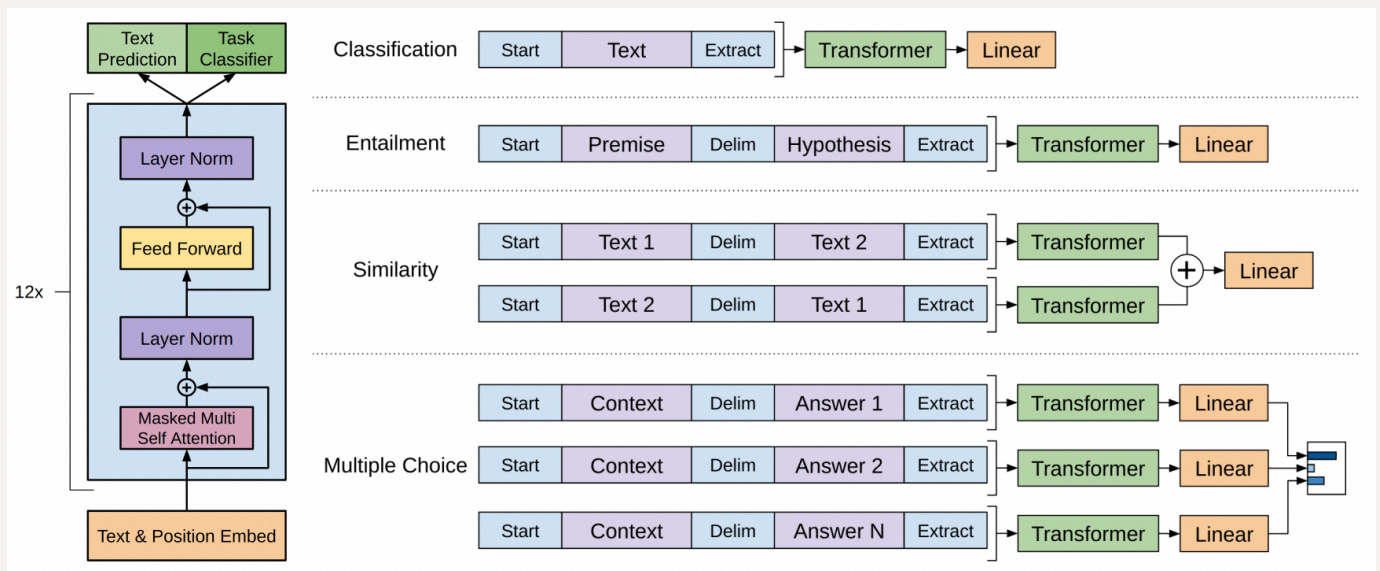 Text
Prediction
Task
Classifier
Layer Norm
Feed Forward
12x
Layer Norm
Masked Multi
Self Attention
Text & Position Embed
Classification
Start
Text
Extract
Transformer
Linear
Entailment
Start
Premise
Delim
Hypothesis
Extract
Transformer
Linear
Similarity
Start
Text 1
Delim
Text 2
Extract
Transformer
Start
Text 2
Delim
Text 1
Extract
Transformer
Linear
Multiple Choice
Start
Context
Delim
Answer 1
Extract
Transformer
Linear
Start
Context
Delim
Answer 2
Extract
Transformer
Linear
Start
Context
Delim
Answer N
Extract
Transformer
Linear